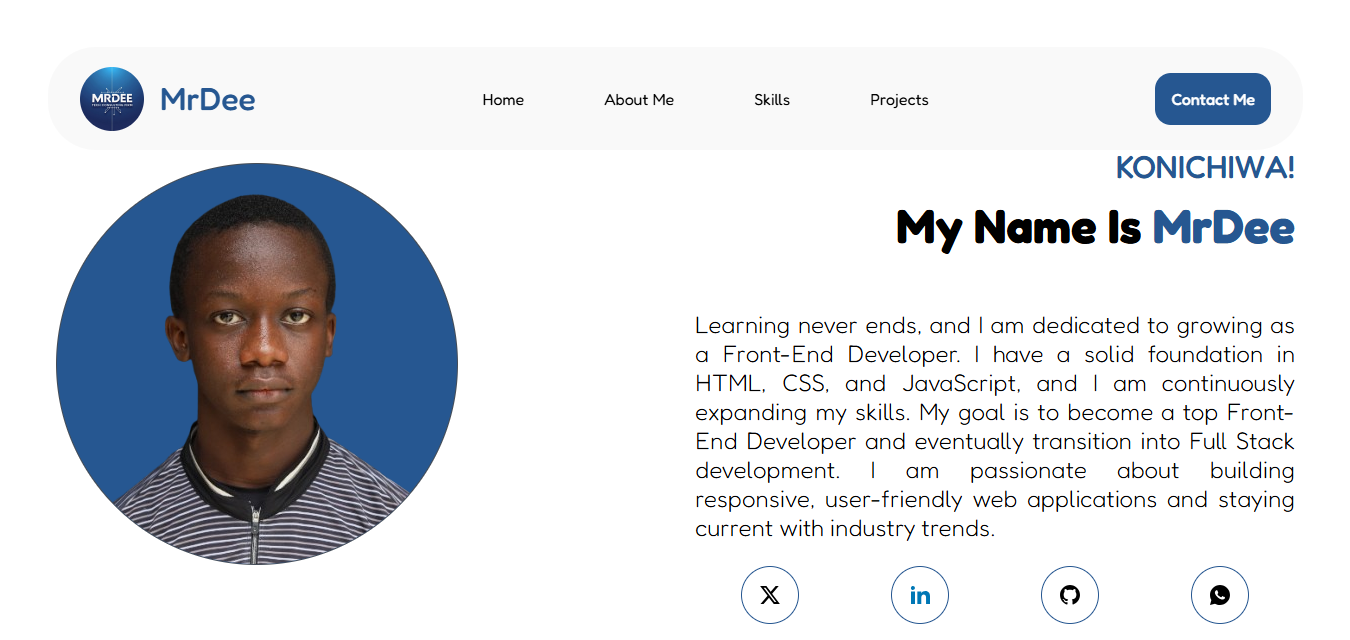 MRDEE
MrDee
Home
About Me
Skills
Projects
Contact Me
KONICHIWA!
My Name Is MrDee
Learning never ends, and I am dedicated to growing as
a Front-End Developer. I have a solid foundation in
HTML, CSS, and JavaScript, and I am continuously
expanding my skills. My goal is to become a top Front-
End Developer and eventually transition into Full Stack
development. I am passionate about building
responsive, user-friendly web applications and staying
current with industry trends.
X
in